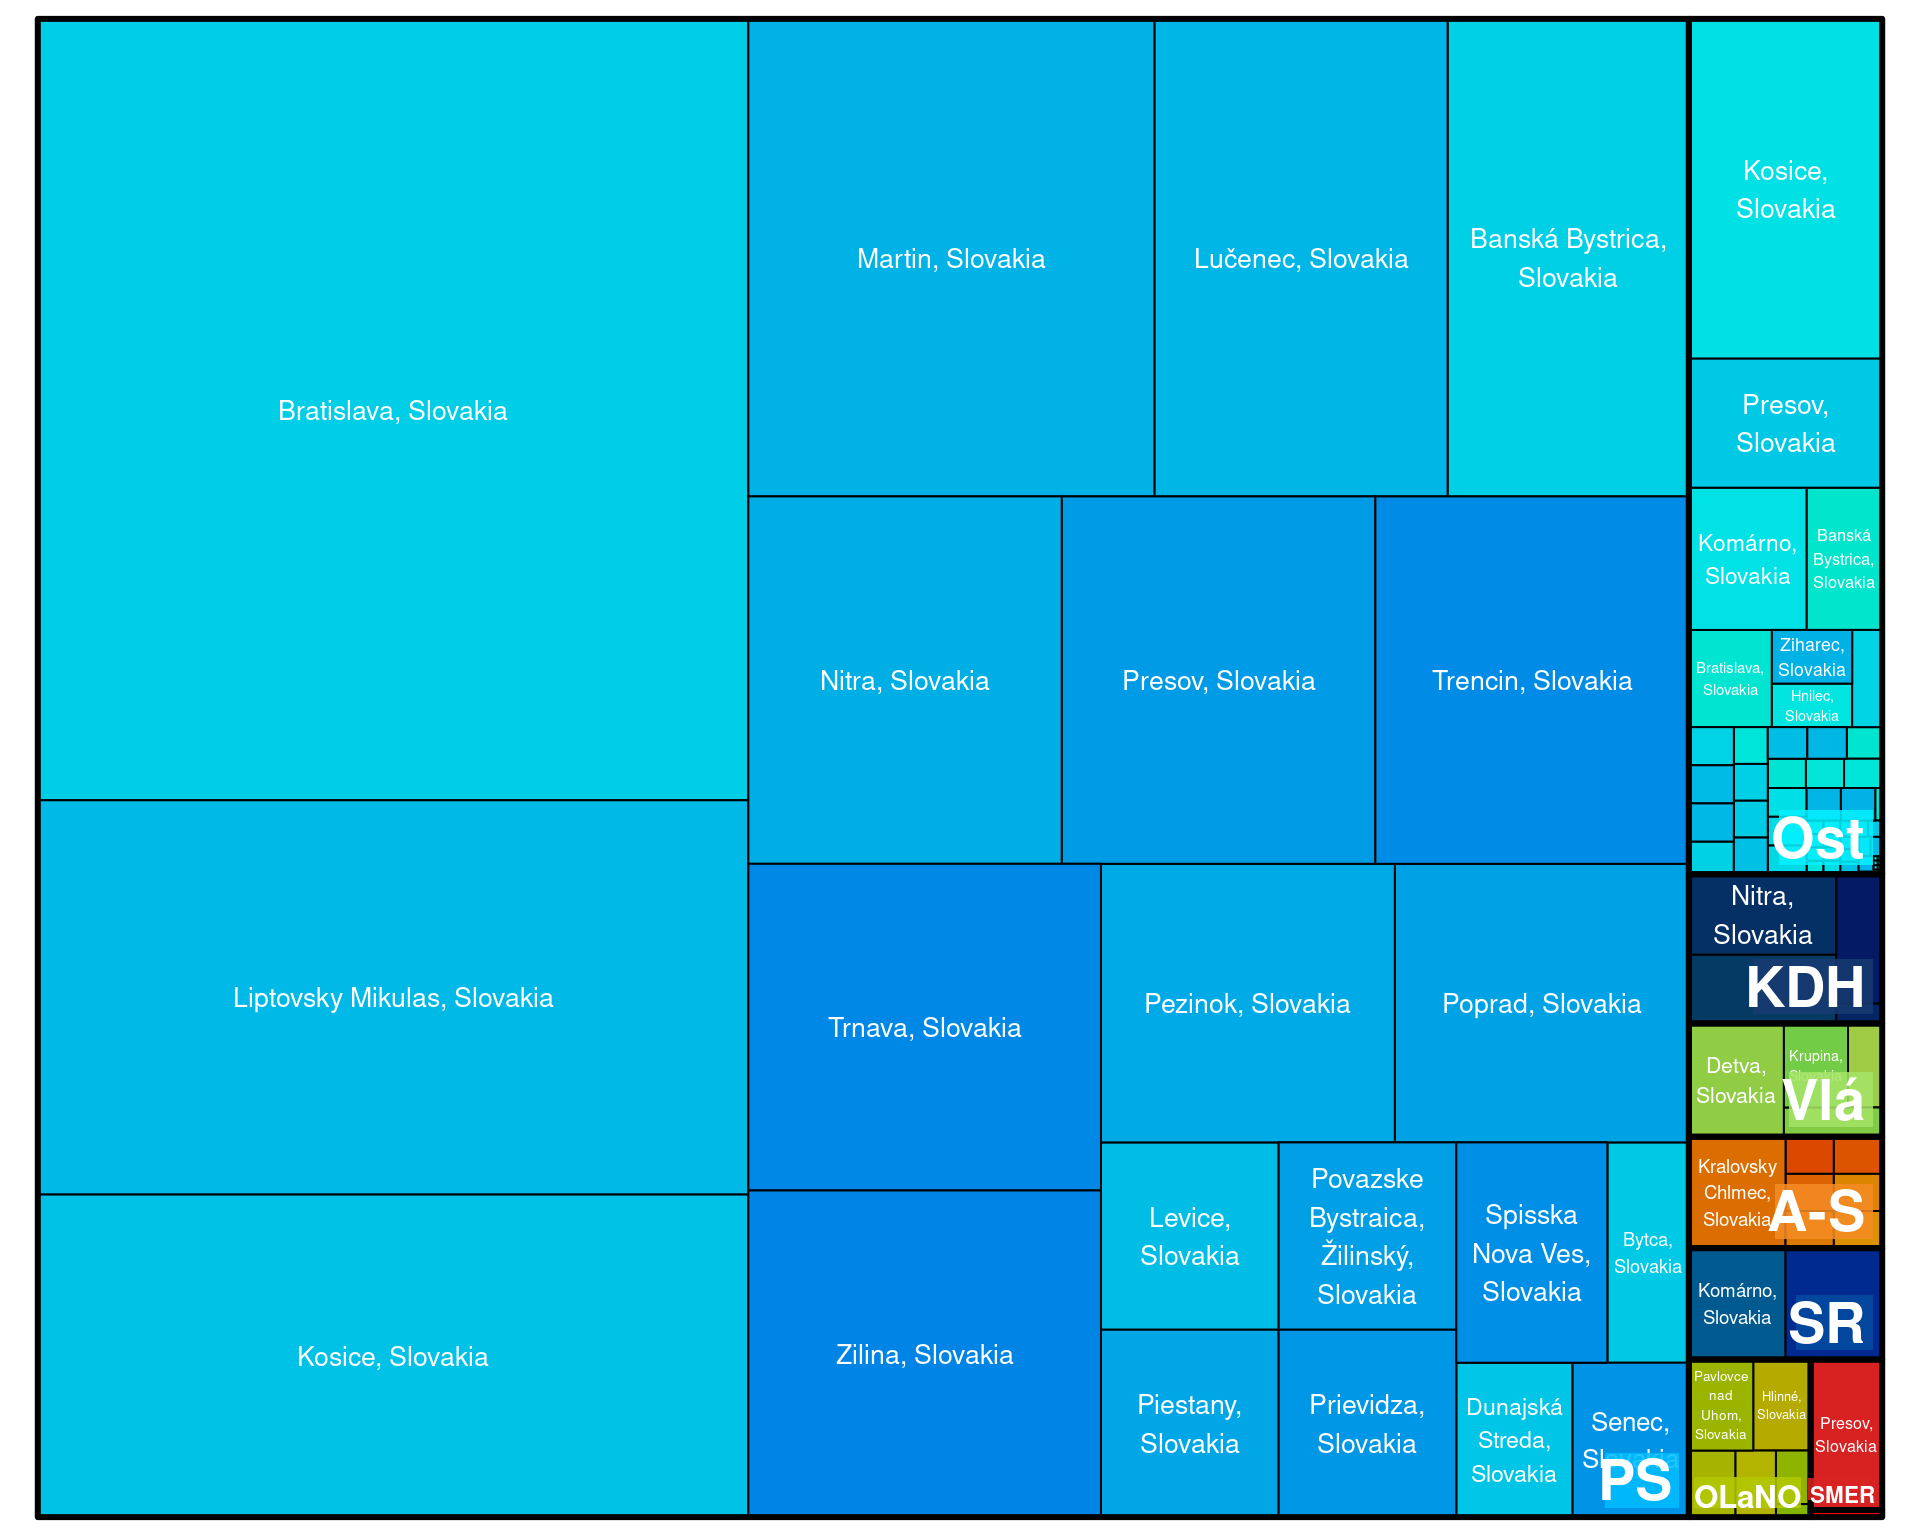 Bratislava, Slovakia
Liptovsky Mikulas, Slovakia
Kosice, Slovakia
Martin, Slovakia
Lučenec, Slovakia
Banská Bystrica,
Slovakia
Nitra, Slovakia
Presov, Slovakia
Trencin, Slovakia
Trnava, Slovakia
Zilina, Slovakia
Pezinok, Slovakia
Poprad, Slovakia
Levice,
Slovakia
Povazske
Bystraica,
Žilinský,
Slovakia
Spisska
Nova Ves,
Slovakia
Bytca,
Slovakia
Piestany,
Slovakia
Prievidza,
Slovakia
Dunajská
Streda,
Slovakia
Senec,
Slovakia
PS
Kosice,
Slovakia
Presov,
Slovakia
Komárno,
Slovakia
Banská
Bystrica,
Slovakia
Bratislava,
Slovakia
Ziharec,
Slovakia
Hnilec,
Slovakia
Ost
Nitra,
Slovakia
KDH
Detva,
Slovakia
Krupina,
Slovakia
Vlá
Kralovsky
Chlmec,
Slovakia
A-S
Komárno,
Slovakia
SR
Pavlovce
nad
Uhom,
Slovakia
Hlinné,
Slovakia
OLaNO
Presov,
Slovakia
SMER